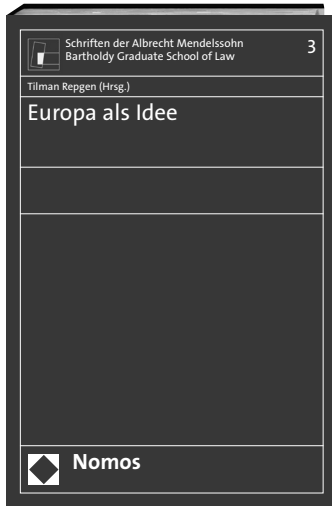 Schriften der Albrecht Mendelssohn
Bartholdy Graduate School of Law
3
Tilman Repgen (Hrsg.)
Europa als Idee
Nomos